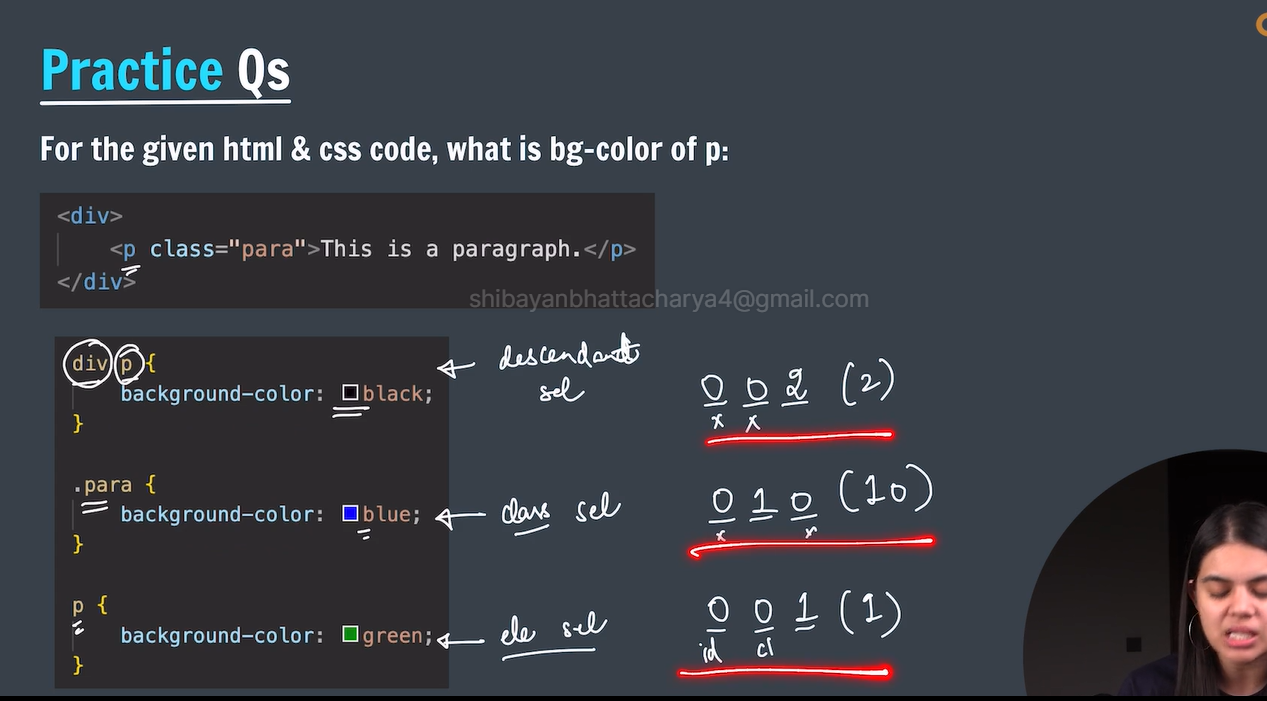 Practice Qs
For the given html & css code, what is bg-color of p:
<div>
<p class="para">This is a paragraph.</p>
</div>
shibayanbhattacharya4@gmail.com
div p {
background-color: black;
}
descendant
sel
0 0 2 (2)
x x
.para {
background-color: blue;
}
class sel
0 1 0 (10)
x x
p {
background-color: green;
}
ele sel
0 0 1 (1)
id cl